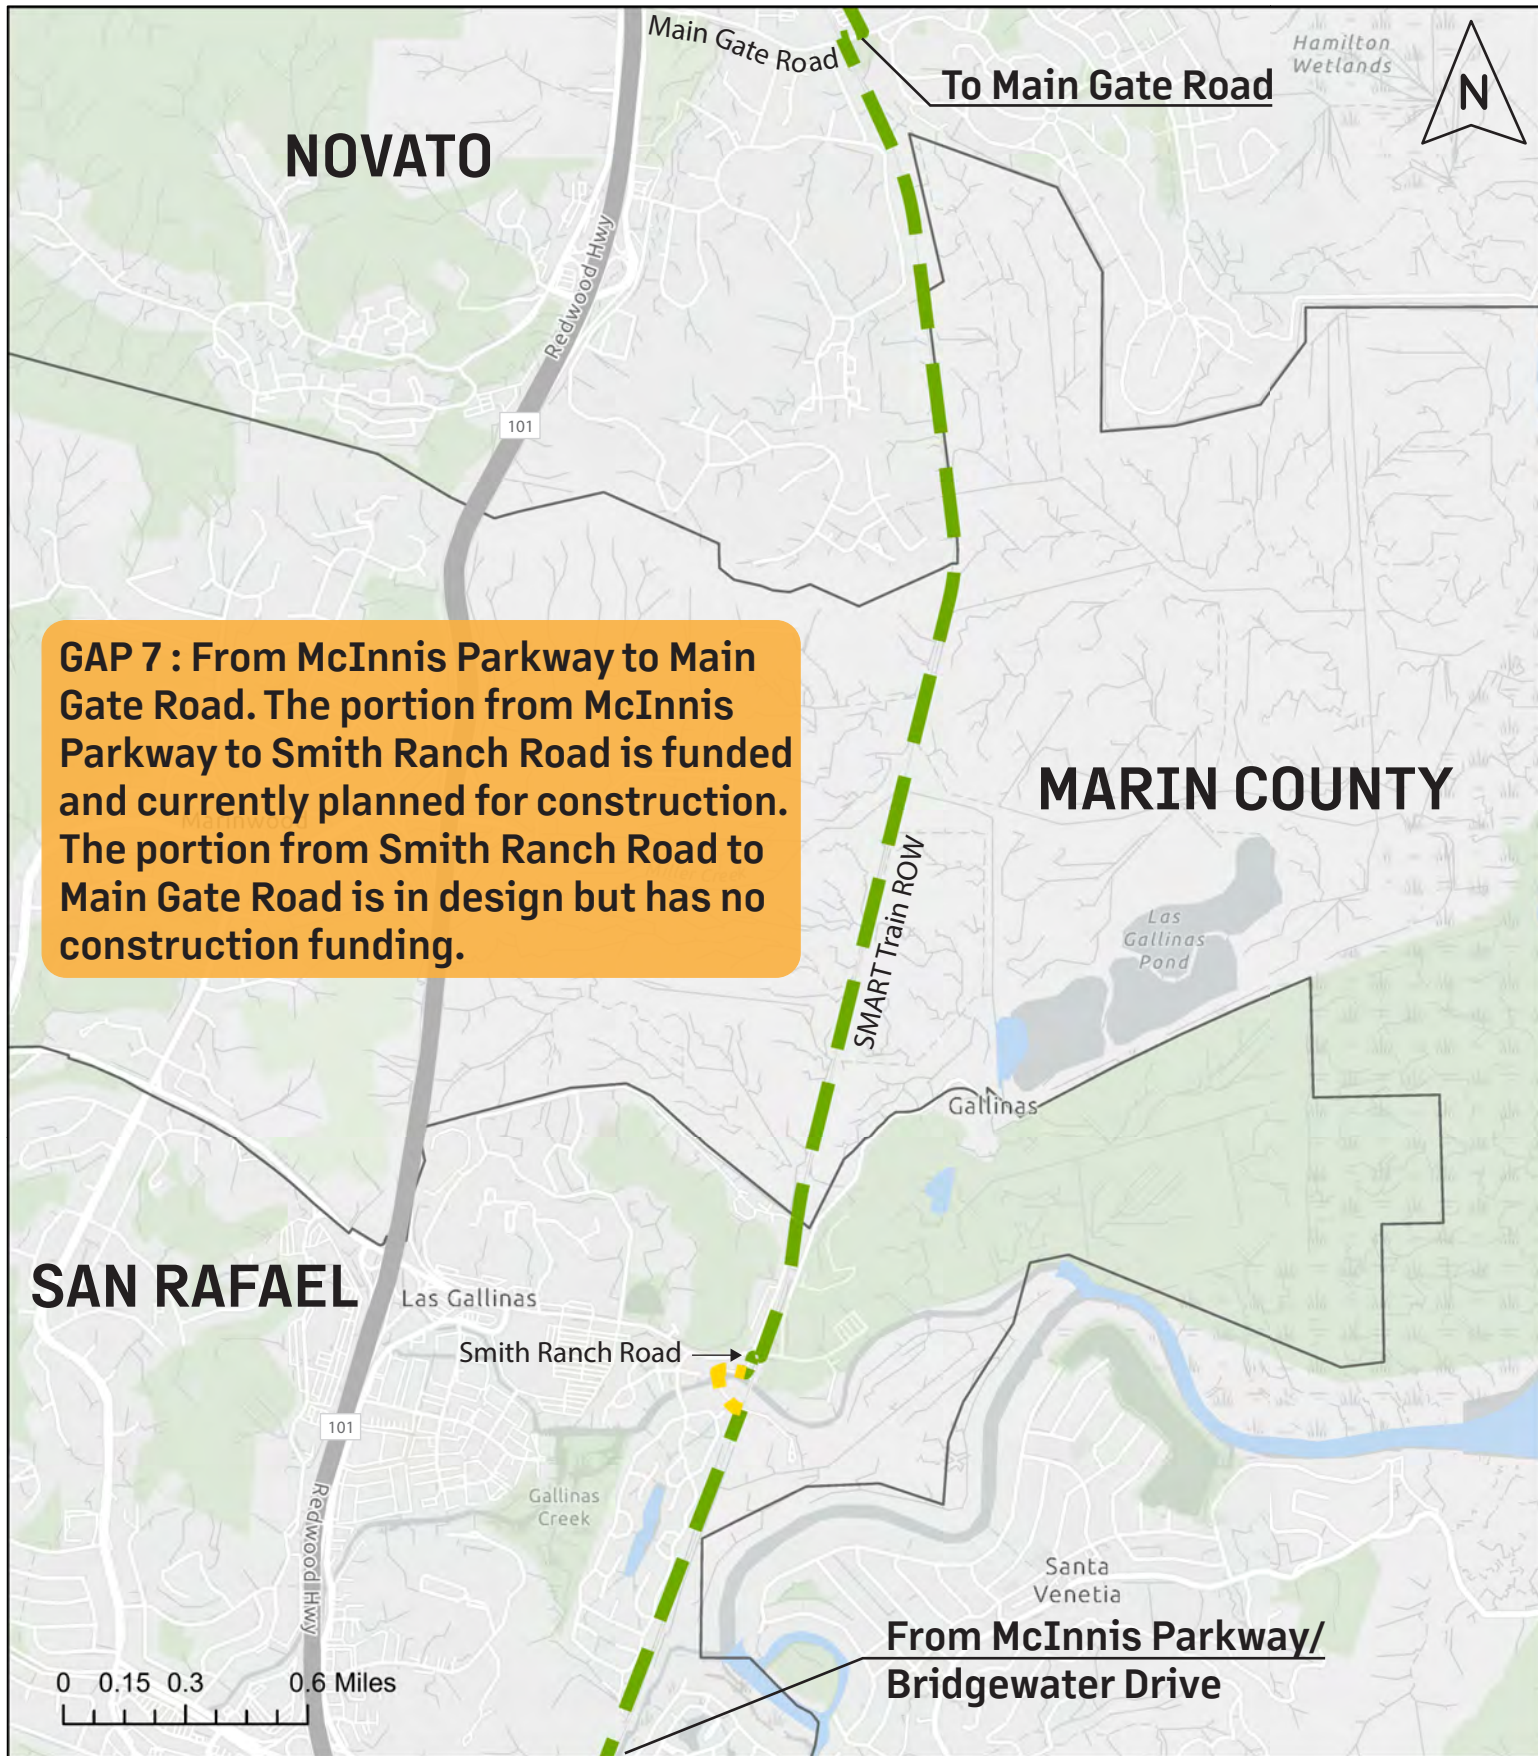 Main Gate Road
Hamilton
Wetlands
To Main Gate Road
N
NOVATO
Redwood Hwy
101
GAP 7 : From McInnis Parkway to Main
Gate Road. The portion from McInnis
Parkway to Smith Ranch Road is funded
and currently planned for construction.
The portion from Smith Ranch Road to
Main Gate Road is in design but has no
construction funding.
Marinwood
MARIN COUNTY
SMART Train ROW
Las
Gallinas
Pond
Gallinas
SAN RAFAEL
Las Gallinas
Smith Ranch Road
101
Redwood Hwy
Gallinas
Creek
Santa
Venetia
From McInnis Parkway/
Bridgewater Drive
0 0.15 0.3 0.6 Miles